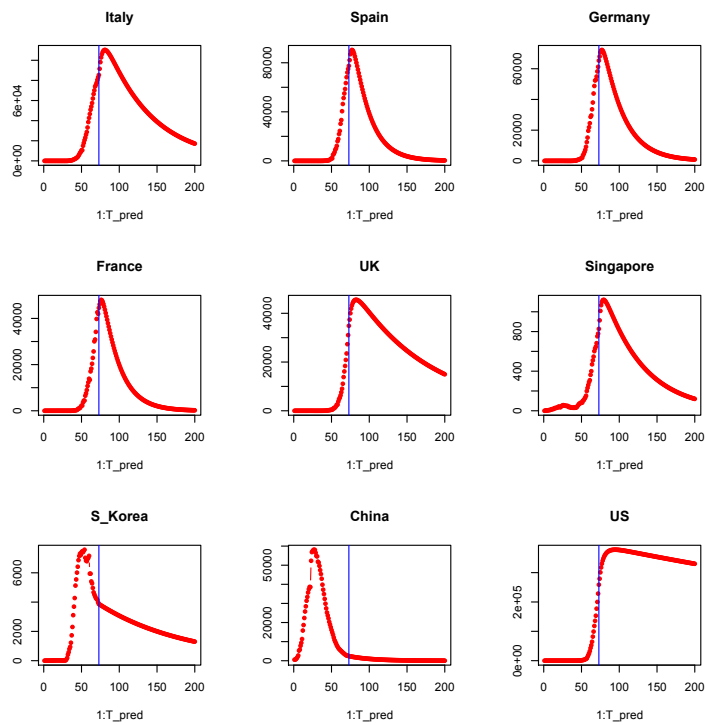 Italy
Spain
Germany
0e+00 6e+04
0 40000 80000
0 20000 60000
0 50 100 150 200
0 50 100 150 200
0 50 100 150 200
1:T_pred
1:T_pred
1:T_pred
France
UK
Singapore
0 20000 40000
0 20000 40000
0 400 800
0 50 100 150 200
0 50 100 150 200
0 50 100 150 200
1:T_pred
1:T_pred
1:T_pred
S_Korea
China
US
0 2000 6000
0 20000 50000
0e+00 2e+05
0 50 100 150 200
0 50 100 150 200
0 50 100 150 200
1:T_pred
1:T_pred
1:T_pred